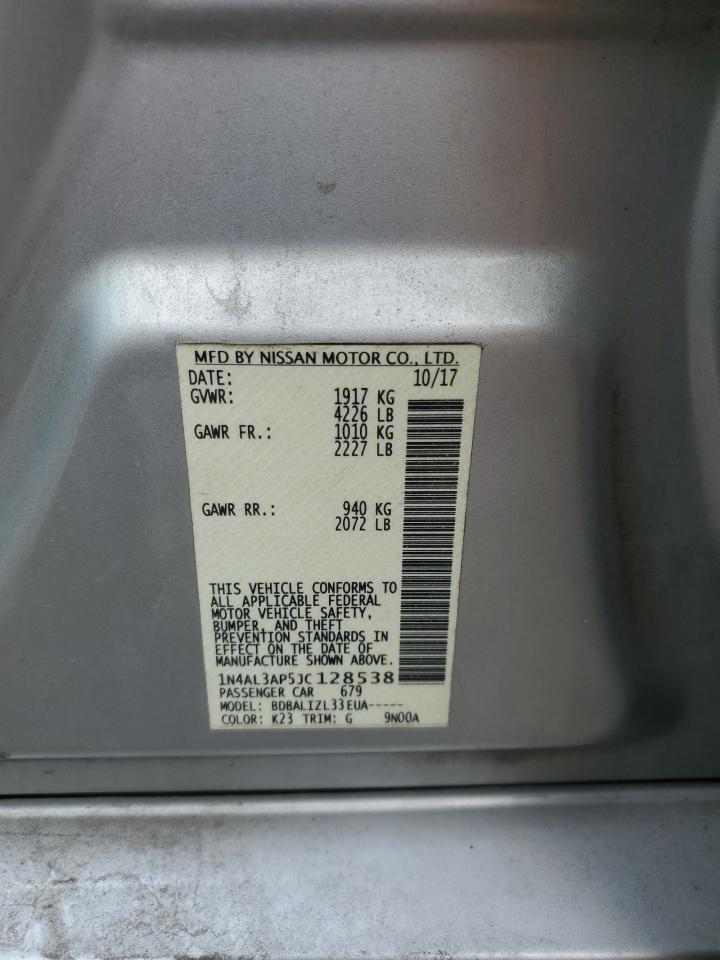 MFD BY NISSAN MOTOR CO., LTD.
DATE: 10/17
GVWR: 1917 KG
4226 LB
GAWR FR.: 1010 KG
2227 LB
GAWR RR.: 940 KG
2072 LB
THIS VEHICLE CONFORMS TO
ALL APPLICABLE FEDERAL
MOTOR VEHICLE SAFETY,
BUMPER, AND THEFT
PREVENTION STANDARDS IN
EFFECT ON THE DATE OF
MANUFACTURE SHOWN ABOVE.
1N4AL3AP5JC128538
PASSENGER CAR 679
MODEL: BDBALIZL33EUA-----
COLOR: K23 TRIM: G 9N00A